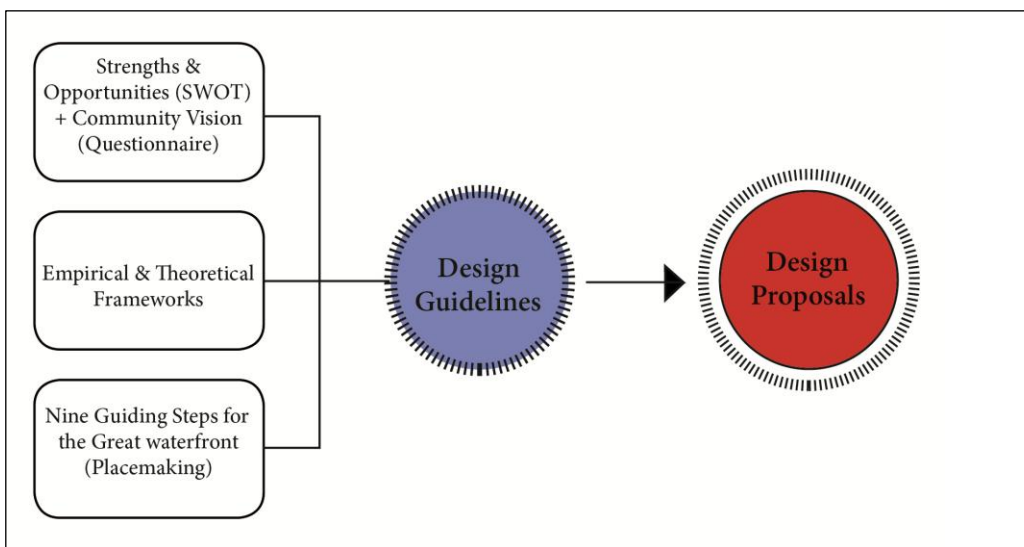 Strengths &
Opportunities (SWOT)
+ Community Vision
(Questionnaire)
Empirical & Theoretical
Frameworks
Nine Guiding Steps for
the Great waterfront
(Placemaking)
Design
Guidelines
Design
Proposals